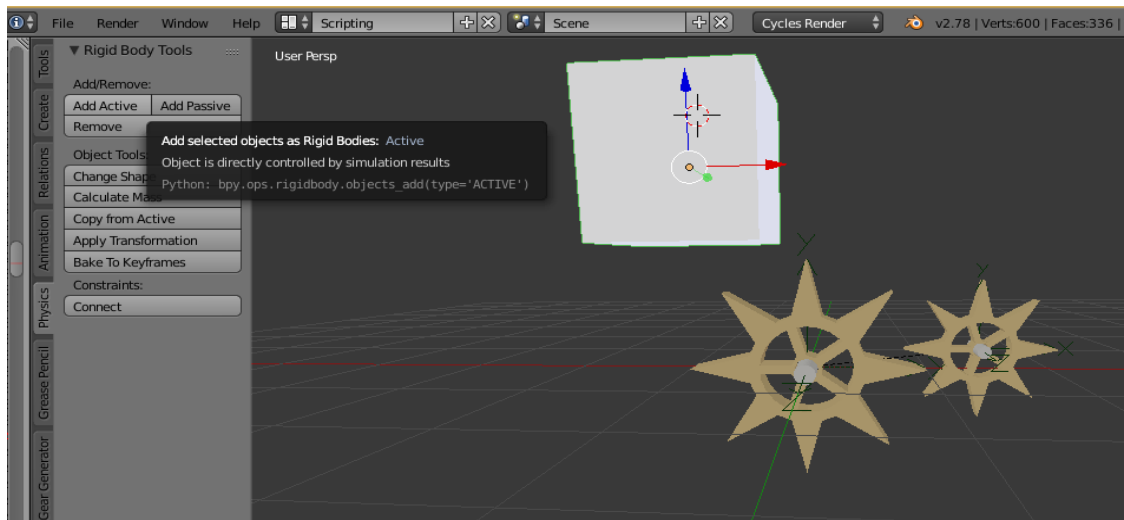 File Render Window Help Scripting Scene Cycles Render v2.78 | Verts:600 | Faces:336 |
Tools
Create
Relations
Animation
Physics
Grease Pencil
Gear Generator
Rigid Body Tools
Add/Remove:
Add Active Add Passive
Remove
Object Tools:
Change Shap
Calculate Mass
Copy from Active
Apply Transformation
Bake To Keyframes
Constraints:
Connect
Add selected objects as Rigid Bodies: Active
Object is directly controlled by simulation results
Python: bpy.ops.rigidbody.objects_add(type='ACTIVE')
User Persp
Y
Z
Y
X